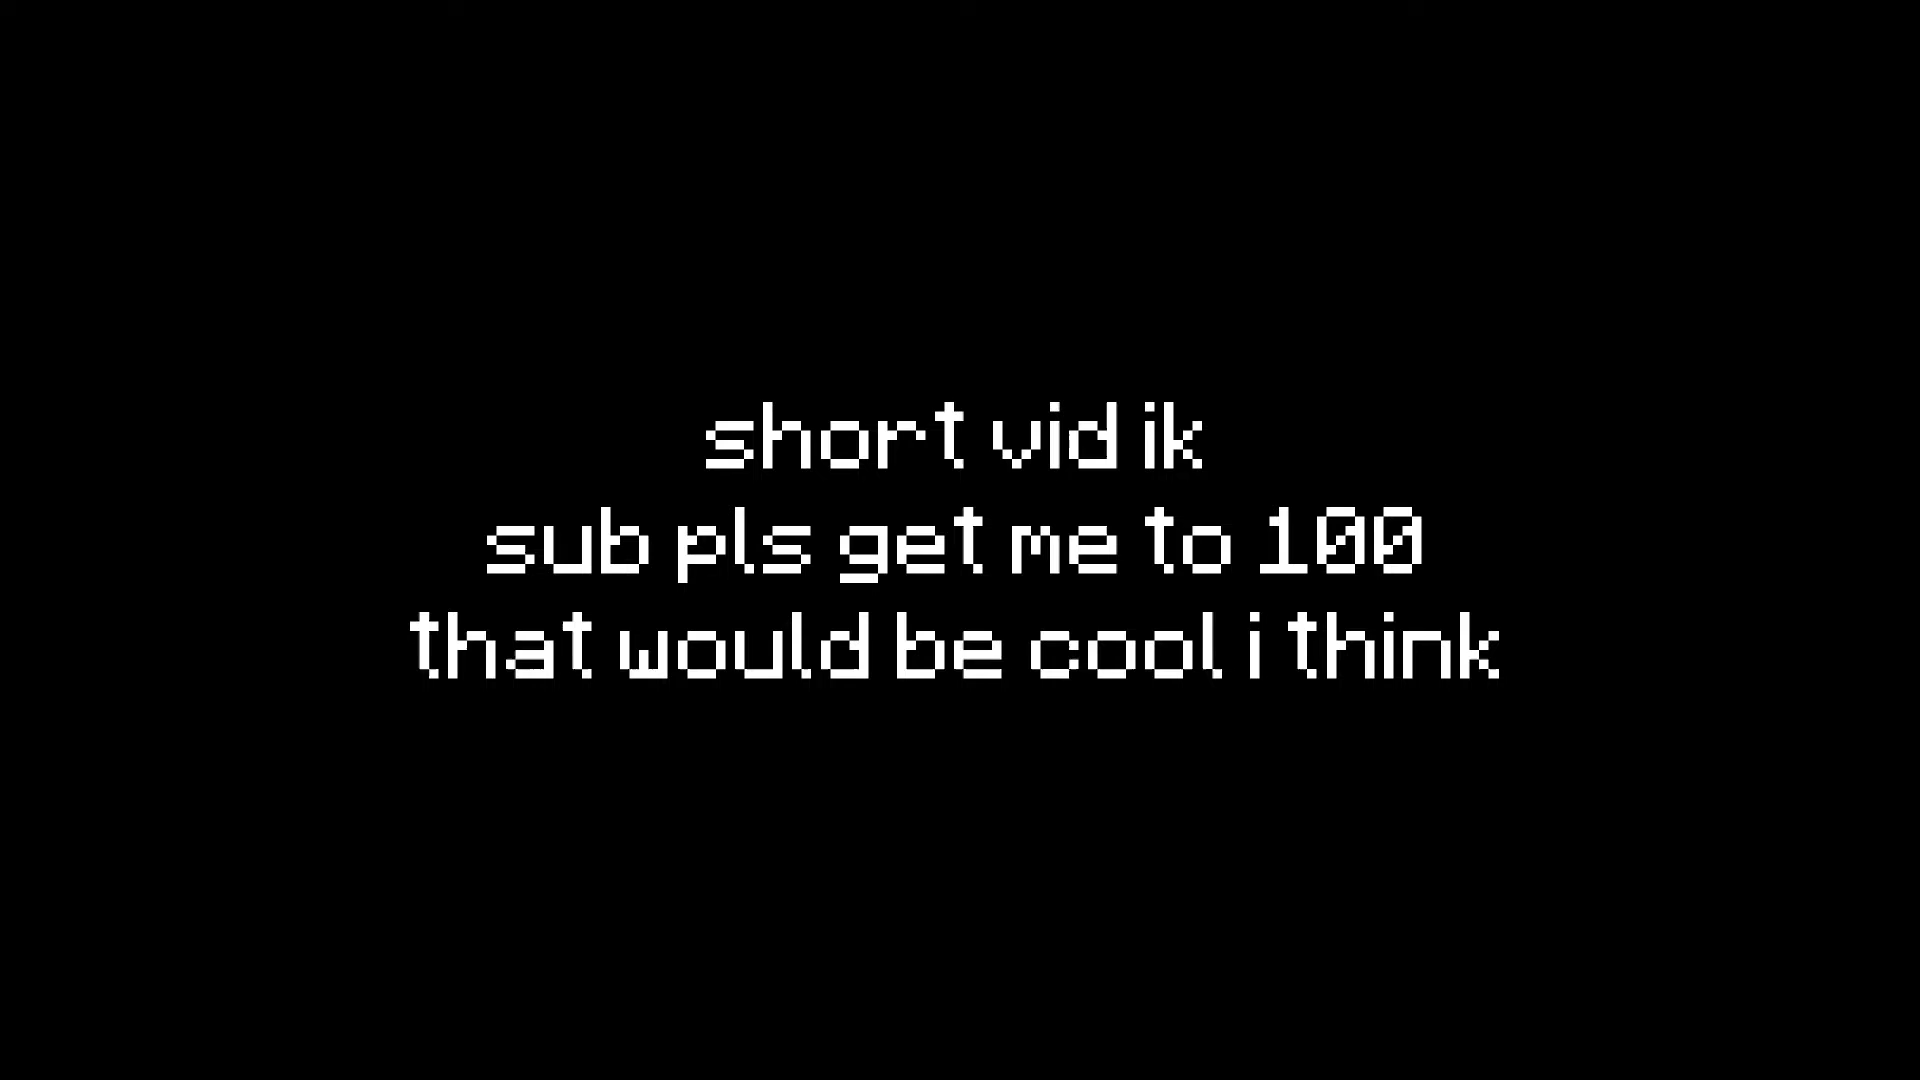 short vid ik
sub pls get me to 100
that would be cool i think